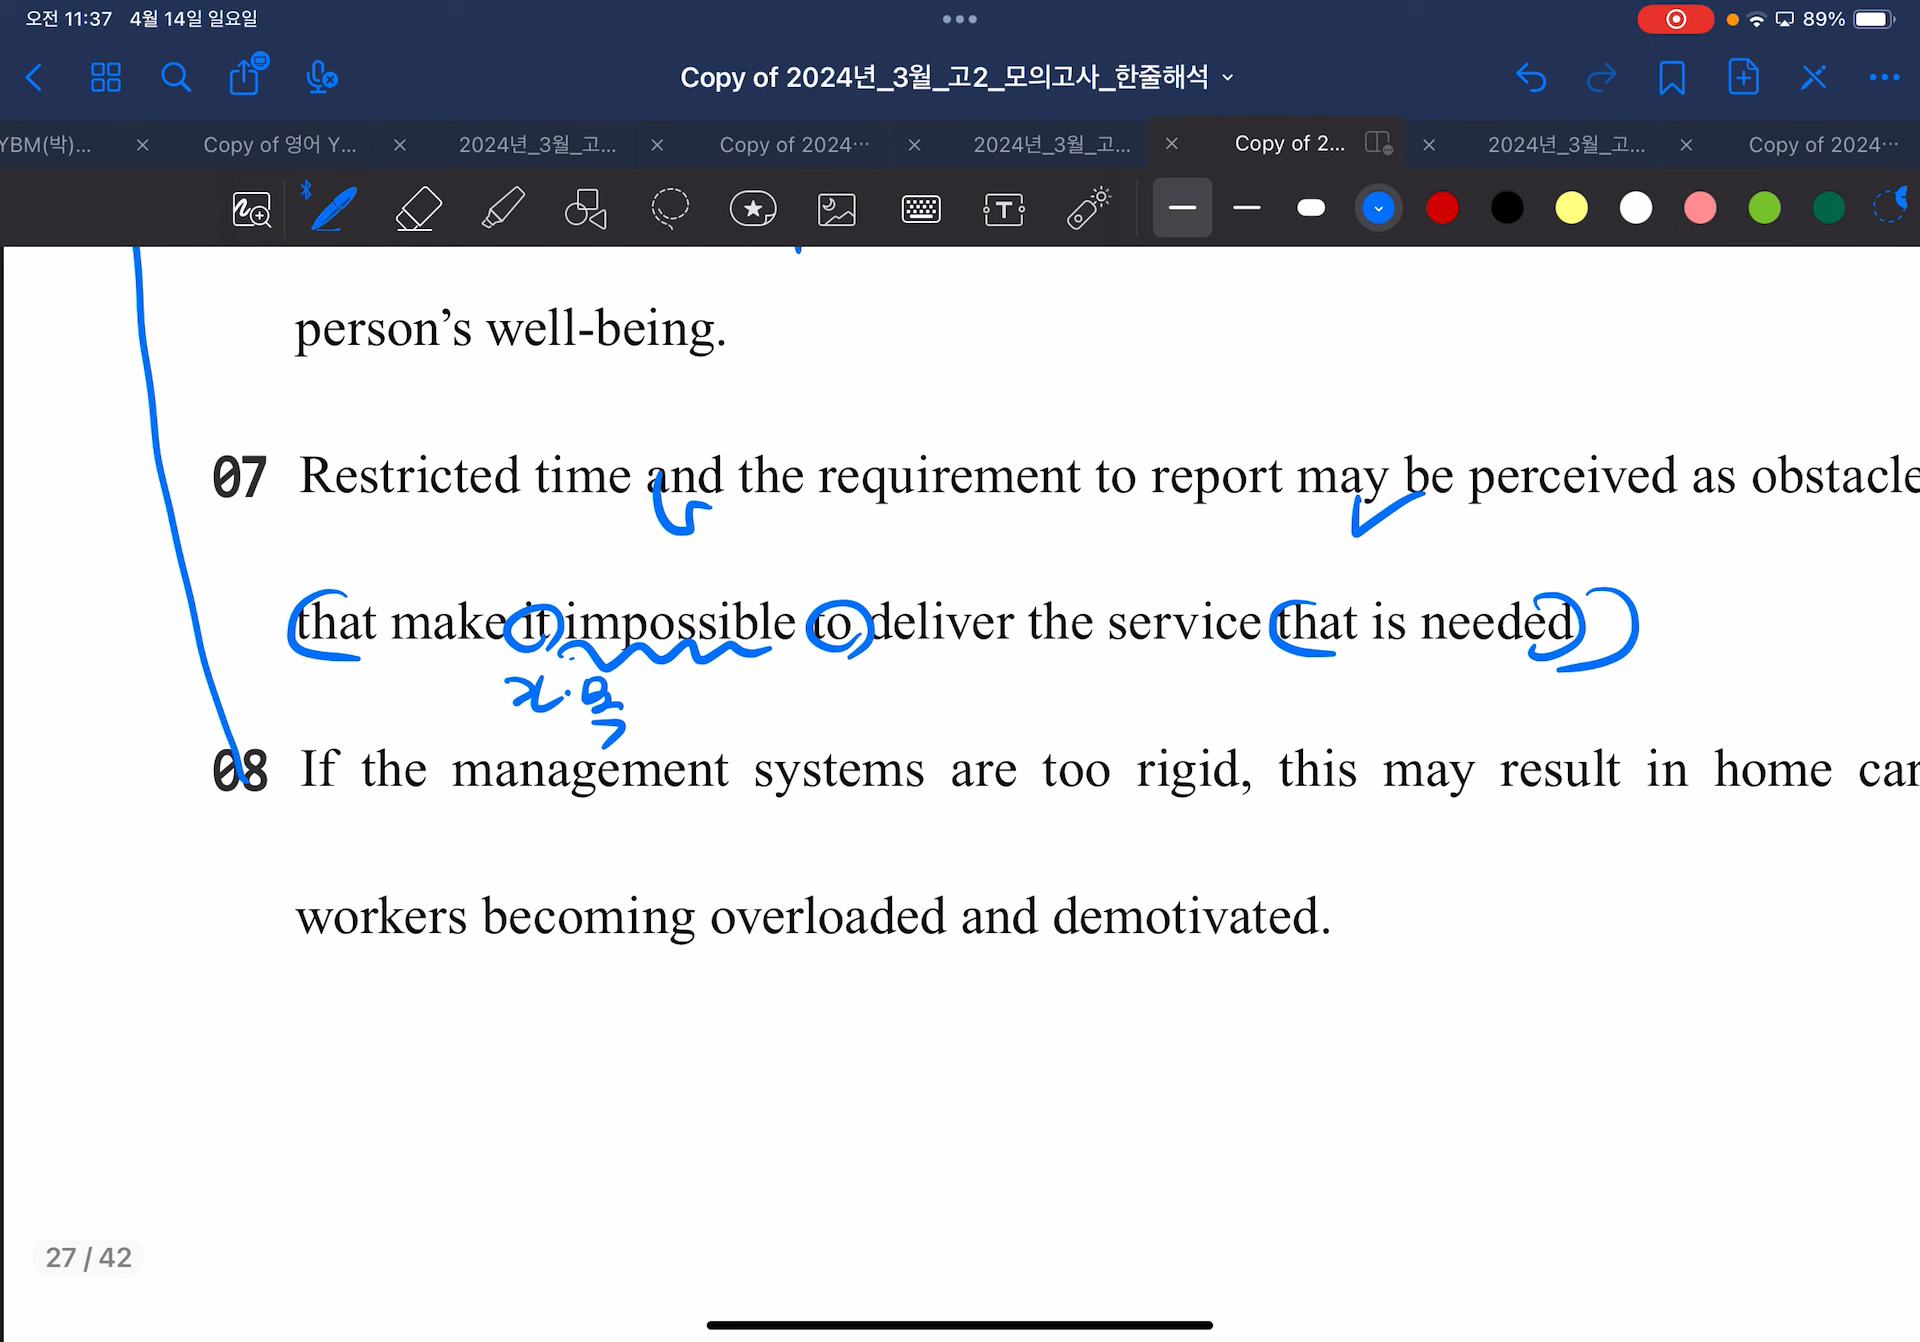 오전 11:37 4월 14일 일요일
89%
Copy of 2024년_3월_고2_모의고사_한줄해석
YBM(박)... Copy of 영어 Y... 2024년_3월_고... Copy of 2024... 2024년_3월_고... Copy of 2... 2024년_3월_고... Copy of 2024...
T
person's well-being.
07 Restricted time and the requirement to report may be perceived as obstacle
that make it impossible to deliver the service that is needed
08 If the management systems are too rigid, this may result in home car
workers becoming overloaded and demotivated.
27 / 42